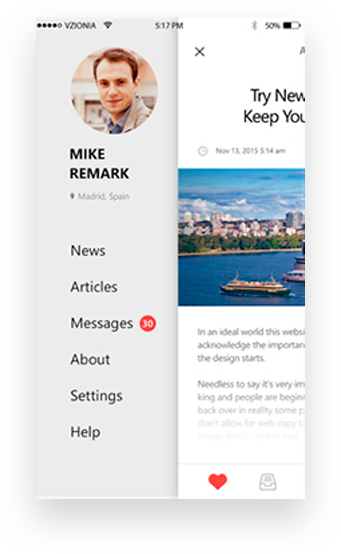 VZIONIA 5:17 PM 50%
MIKE
REMARK
Madrid, Spain
News
Articles
Messages 30
About
Settings
Help
Try New
Keep You
Nov 13, 2015 5:14 am
In an ideal world this websi
acknowledge the importan
the design starts.
Needless to say it's very im
king and people are beginn
back over in reality some p
don't allow for web copy t